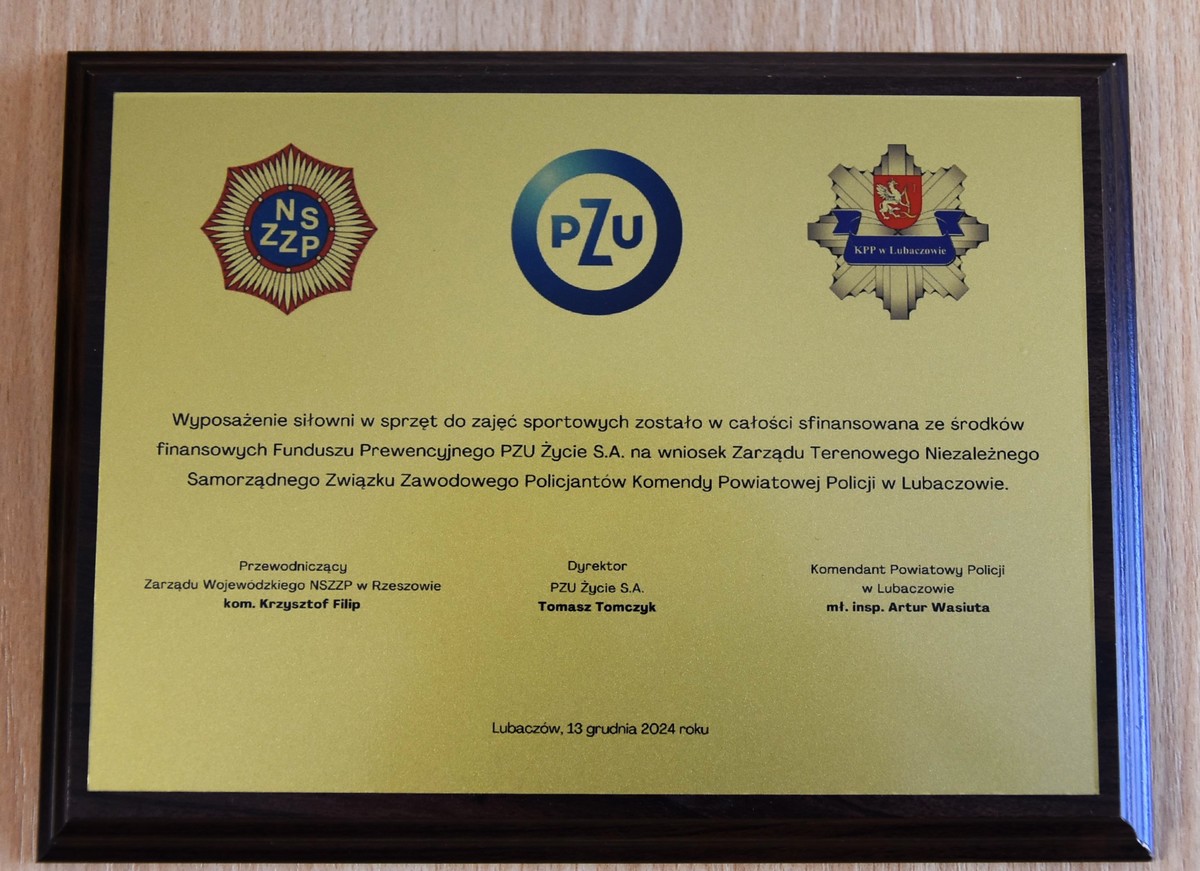 NS
ZZP
PZU
KPP w Lubaczowie
Wyposażenie siłowni w sprzęt do zajęć sportowych zostało w całości sfinansowana ze środków
finansowych Funduszu Prewencyjnego PZU Życie S.A. na wniosek Zarządu Terenowego Niezależnego
Samorządnego Związku Zawodowego Policjantów Komendy Powiatowej Policji w Lubaczowie.
Przewodniczący
Zarządu Wojewódzkiego NSZZP w Rzeszowie
kom. Krzysztof Filip
Dyrektor
PZU Życie S.A.
Tomasz Tomczyk
Komendant Powiatowy Policji
w Lubaczowie
mł. insp. Artur Wasiuta
Lubaczów, 13 grudnia 2024 roku